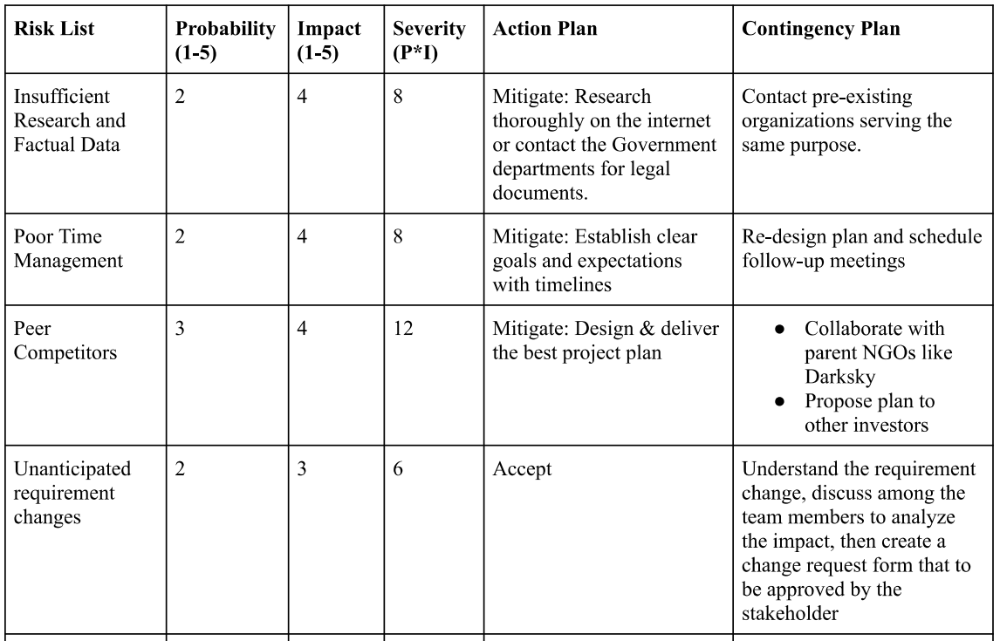 Risk List
Probability
(1-5)
Impact
(1-5)
Severity
(P*I)
Action Plan
Contingency Plan
Insufficient
Research and
Factual Data
2
4
8
Mitigate: Research
thoroughly on the internet
or contact the Government
departments for legal
documents.
Contact pre-existing
organizations serving the
same purpose.
Poor Time
Management
2
4
8
Mitigate: Establish clear
goals and expectations
with timelines
Re-design plan and schedule
follow-up meetings
Peer
Competitors
3
4
12
Mitigate: Design & deliver
the best project plan
● Collaborate with
parent NGOs like
Darksky
● Propose plan to
other investors
Unanticipated
requirement
changes
2
3
6
Accept
Understand the requirement
change, discuss among the
team members to analyze
the impact, then create a
change request form that to
be approved by the
stakeholder